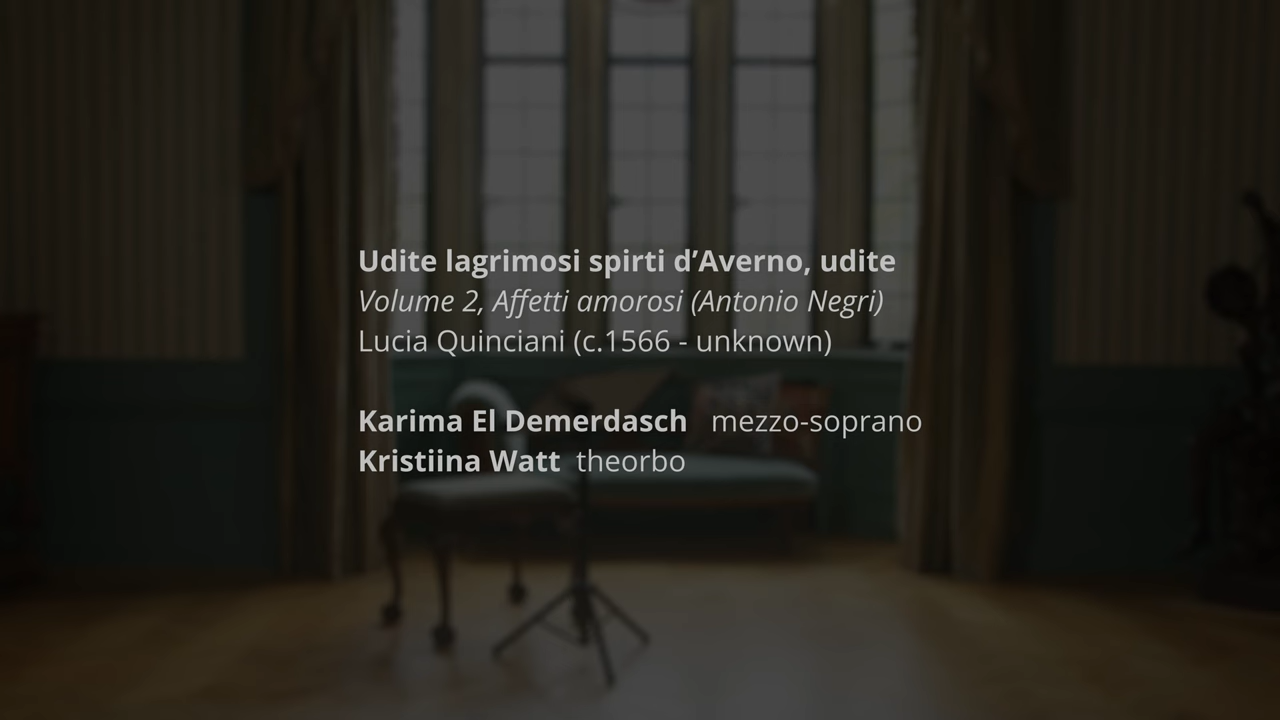 Udite lagrimosi spirti d’Averno, udite
Volume 2, Affetti amorosi (Antonio Negri)
Lucia Quinciani (c.1566 - unknown)
Karima El Demerdasch mezzo-soprano
Kristiina Watt theorbo